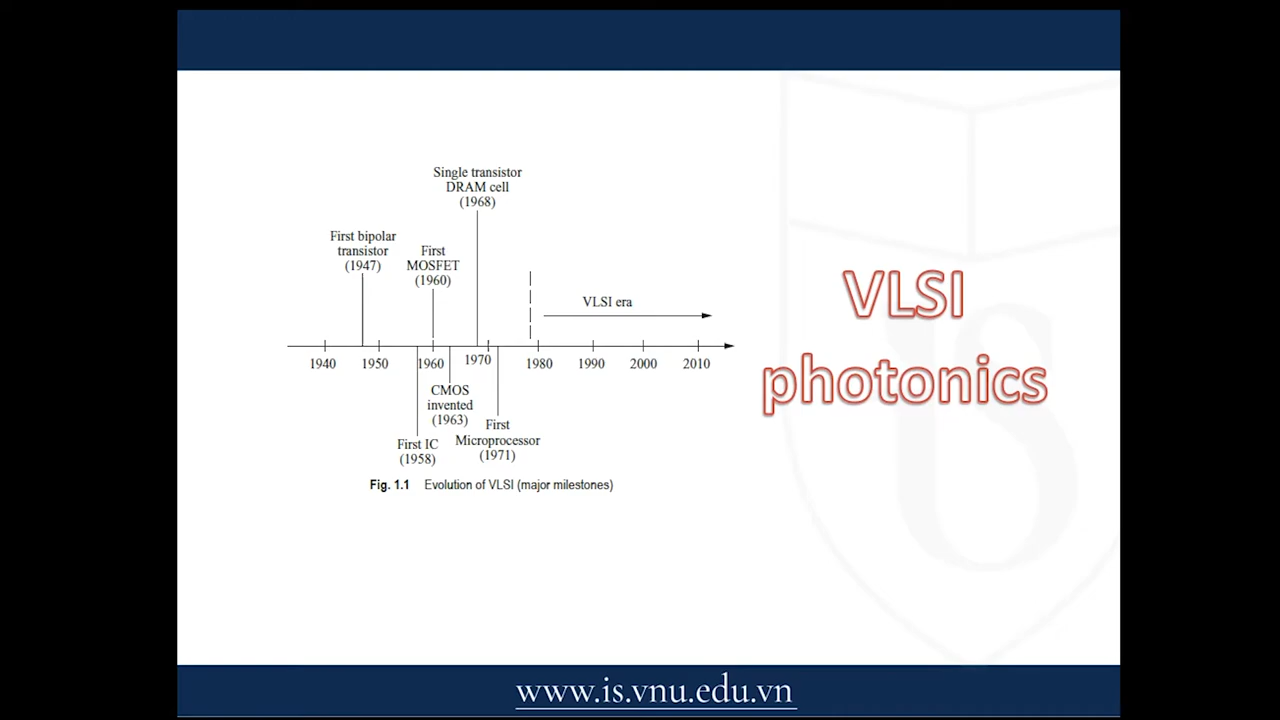 Single transistor
DRAM cell
(1968)
First bipolar
transistor
(1947)
First
MOSFET
(1960)
VLSI era
1940 1950 1960 1970 1980 1990 2000 2010
CMOS
invented
(1963)
First IC
(1958)
First
Microprocessor
(1971)
Fig. 1.1 Evolution of VLSI (major milestones)
VLSI
photonics
www.is.vnu.edu.vn